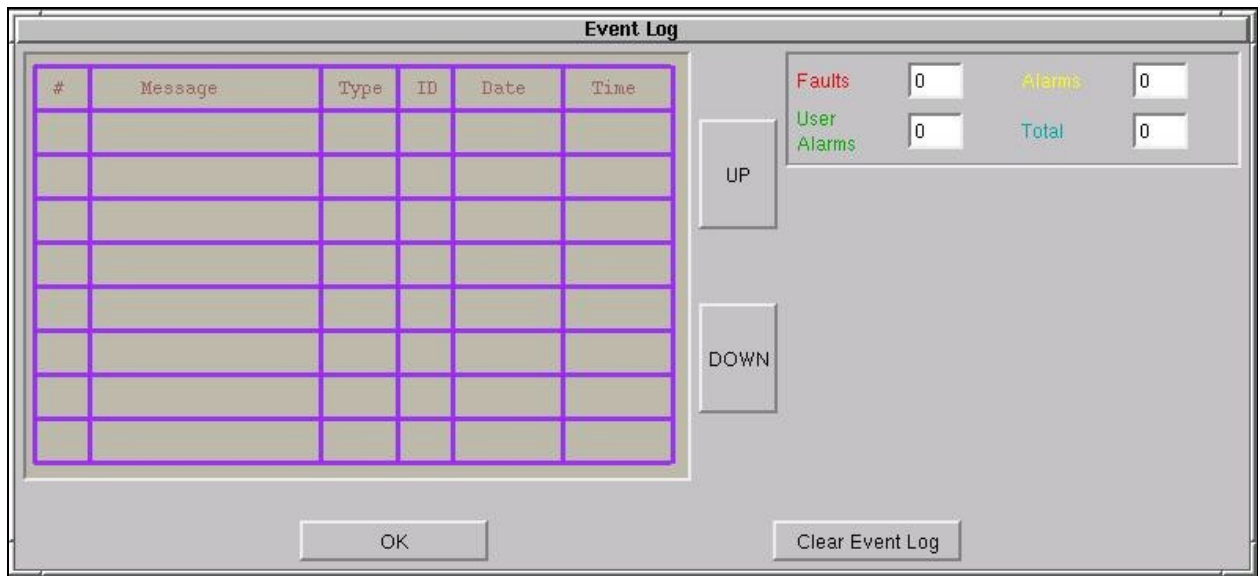 Event Log
# Message Type ID Date Time
Faults 0 Alarms 0
User
Alarms 0 Total 0
UP
DOWN
OK Clear Event Log